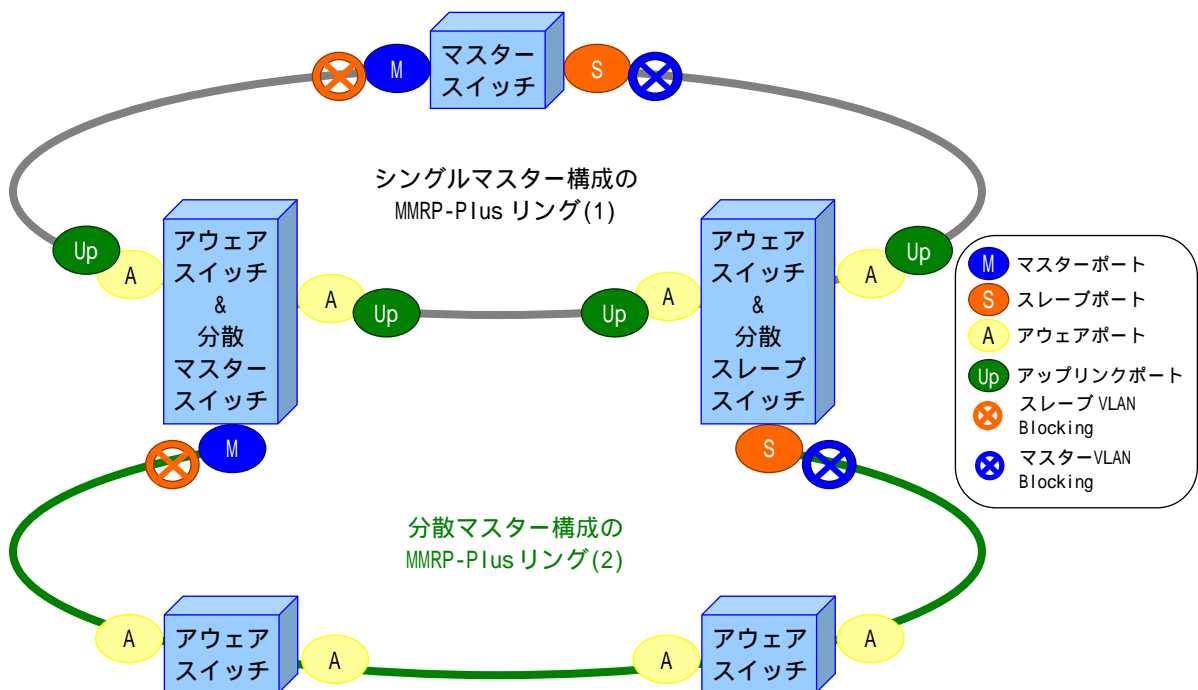 マスター
スイッチ
M
S
シングルマスター構成の
MMRP-Plus リング(1)
Up
A
アウェア
スイッチ
&
分散
マスター
スイッチ
A
Up
Up
A
アウェア
スイッチ
&
分散
スレーブ
スイッチ
A
Up
M
S
M マスターポート
S スレーブポート
A アウェアポート
Up アップリンクポート
スレーブ VLAN
Blocking
マスターVLAN
Blocking
分散マスター構成の
MMRP-Plus リング(2)
A
アウェア
スイッチ
A
A
アウェア
スイッチ
A